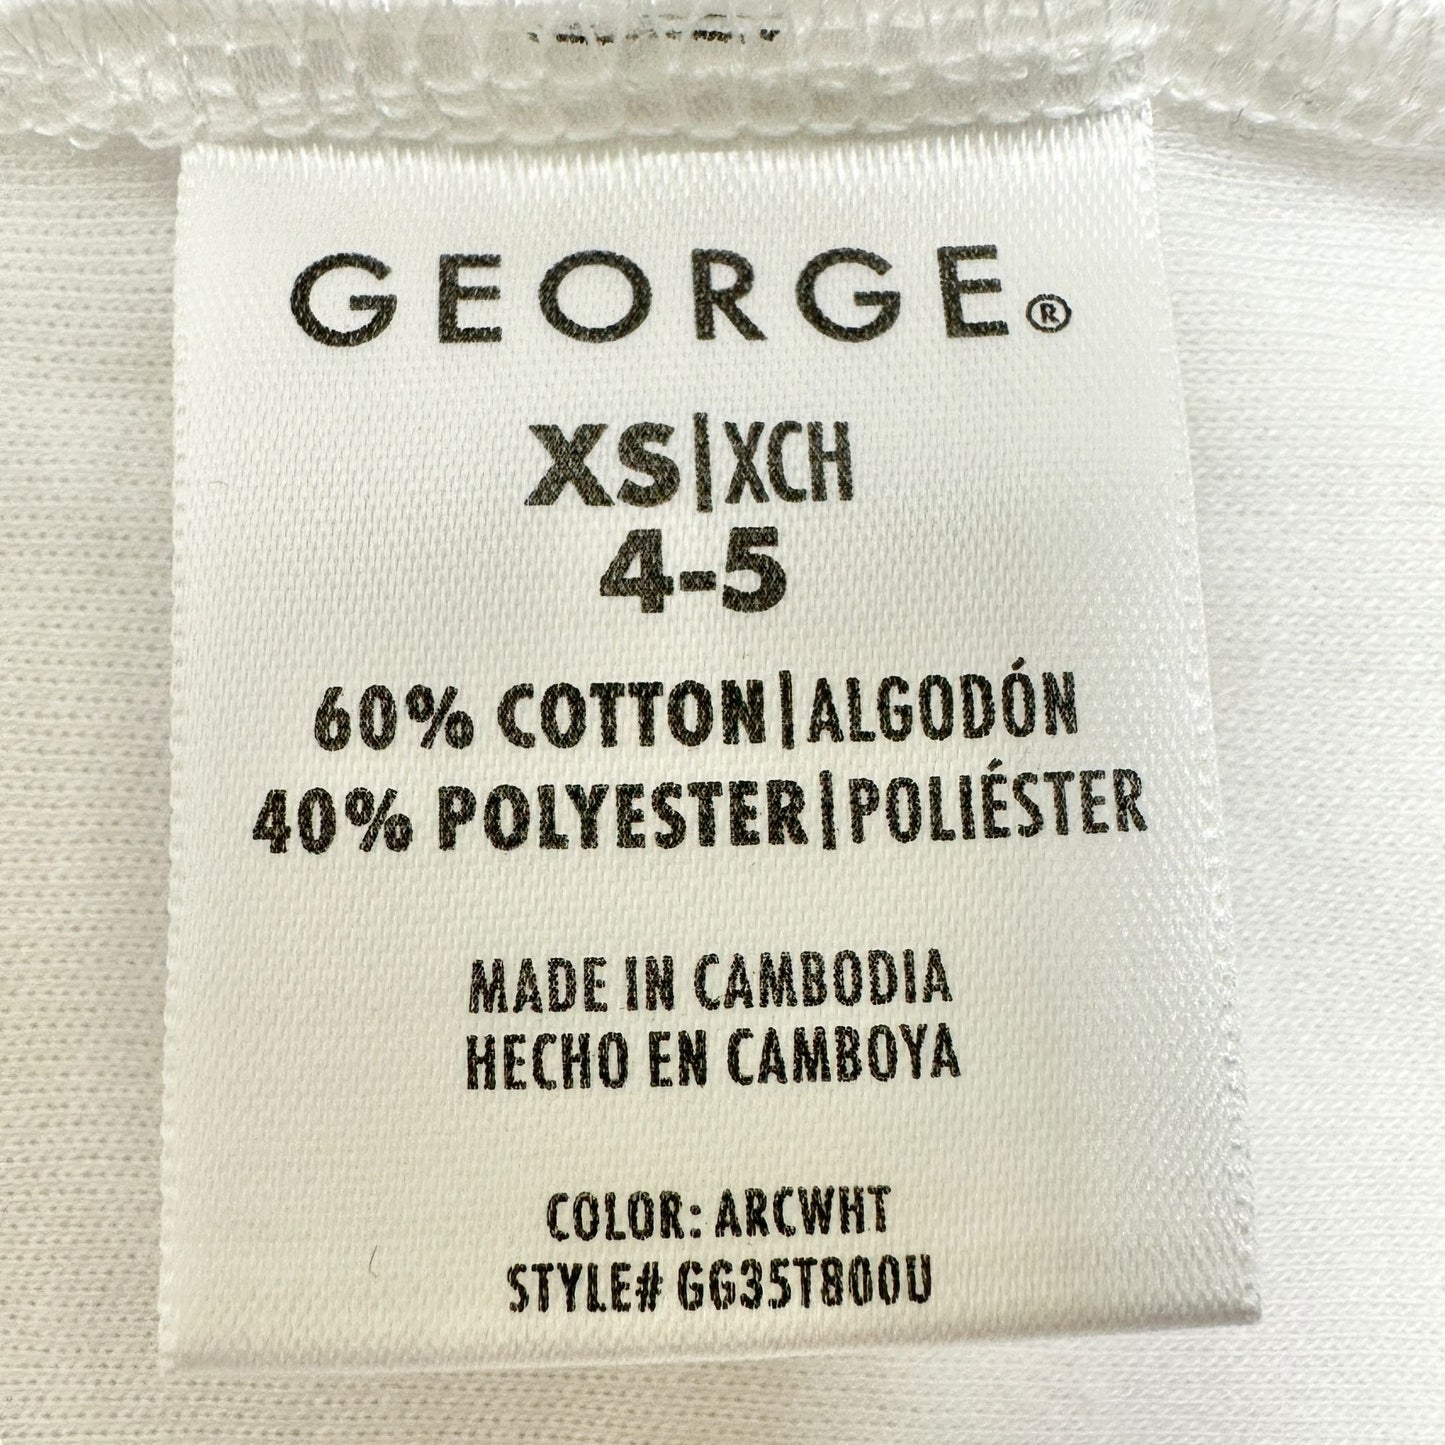 GEORGE®
XS|XCH
4-5
60% COTTON|ALGODÓN
40% POLYESTER|POLIÉSTER
MADE IN CAMBODIA
HECHO EN CAMBOYA
COLOR: ARCWHT
STYLE# GG35T800U